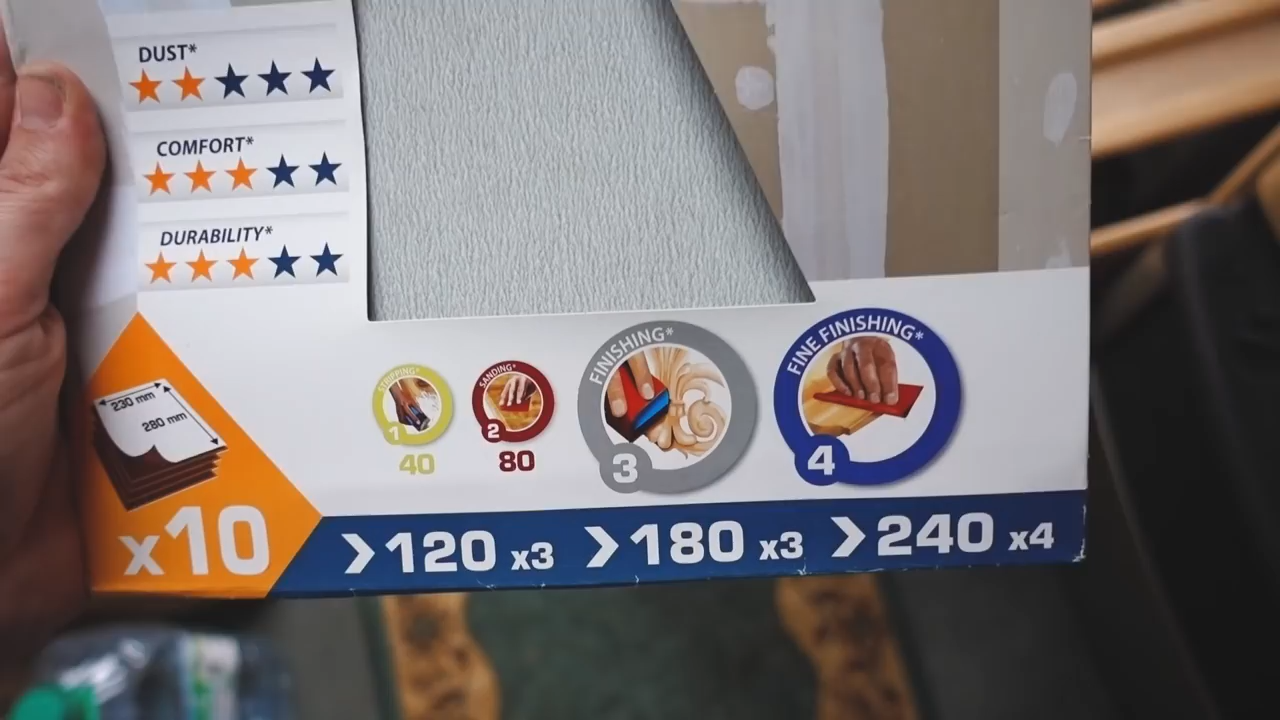 DUST*
COMFORT*
DURABILITY*
230 mm
280 mm
x10
STRIPPING*
1
40
SANDING*
2
80
FINISHING*
3
FINE FINISHING*
4
>120 x3 >180 x3 >240 x4